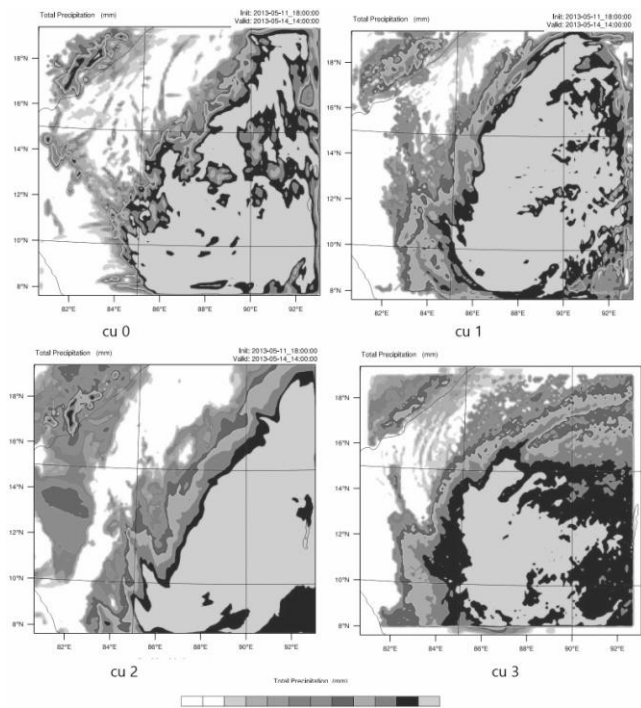 Total Precipitation (mm)
Init: 2013-05-11_18:00:00
Valid: 2013-05-14_14:00:00
18°N
16°N
14°N
12°N
10°N
8°N
82°E 84°E 86°E 88°E 90°E 92°E
cu 0
Total Precipitation (mm)
Init: 2013-05-11_18:00:00
Valid: 2013-05-14_14:00:00
18°N
16°N
14°N
12°N
10°N
8°N
82°E 84°E 86°E 88°E 90°E 92°E
cu 1
Total Precipitation (mm)
Init: 2013-05-11_18:00:00
Valid: 2013-05-14_14:00:00
18°N
16°N
14°N
12°N
10°N
8°N
82°E 84°E 86°E 88°E 90°E 92°E
cu 2
Total Precipitation (mm)
18°N
16°N
14°N
12°N
10°N
8°N
82°E 84°E 86°E 88°E 90°E 92°E
cu 3
Total Precipitation (mm)